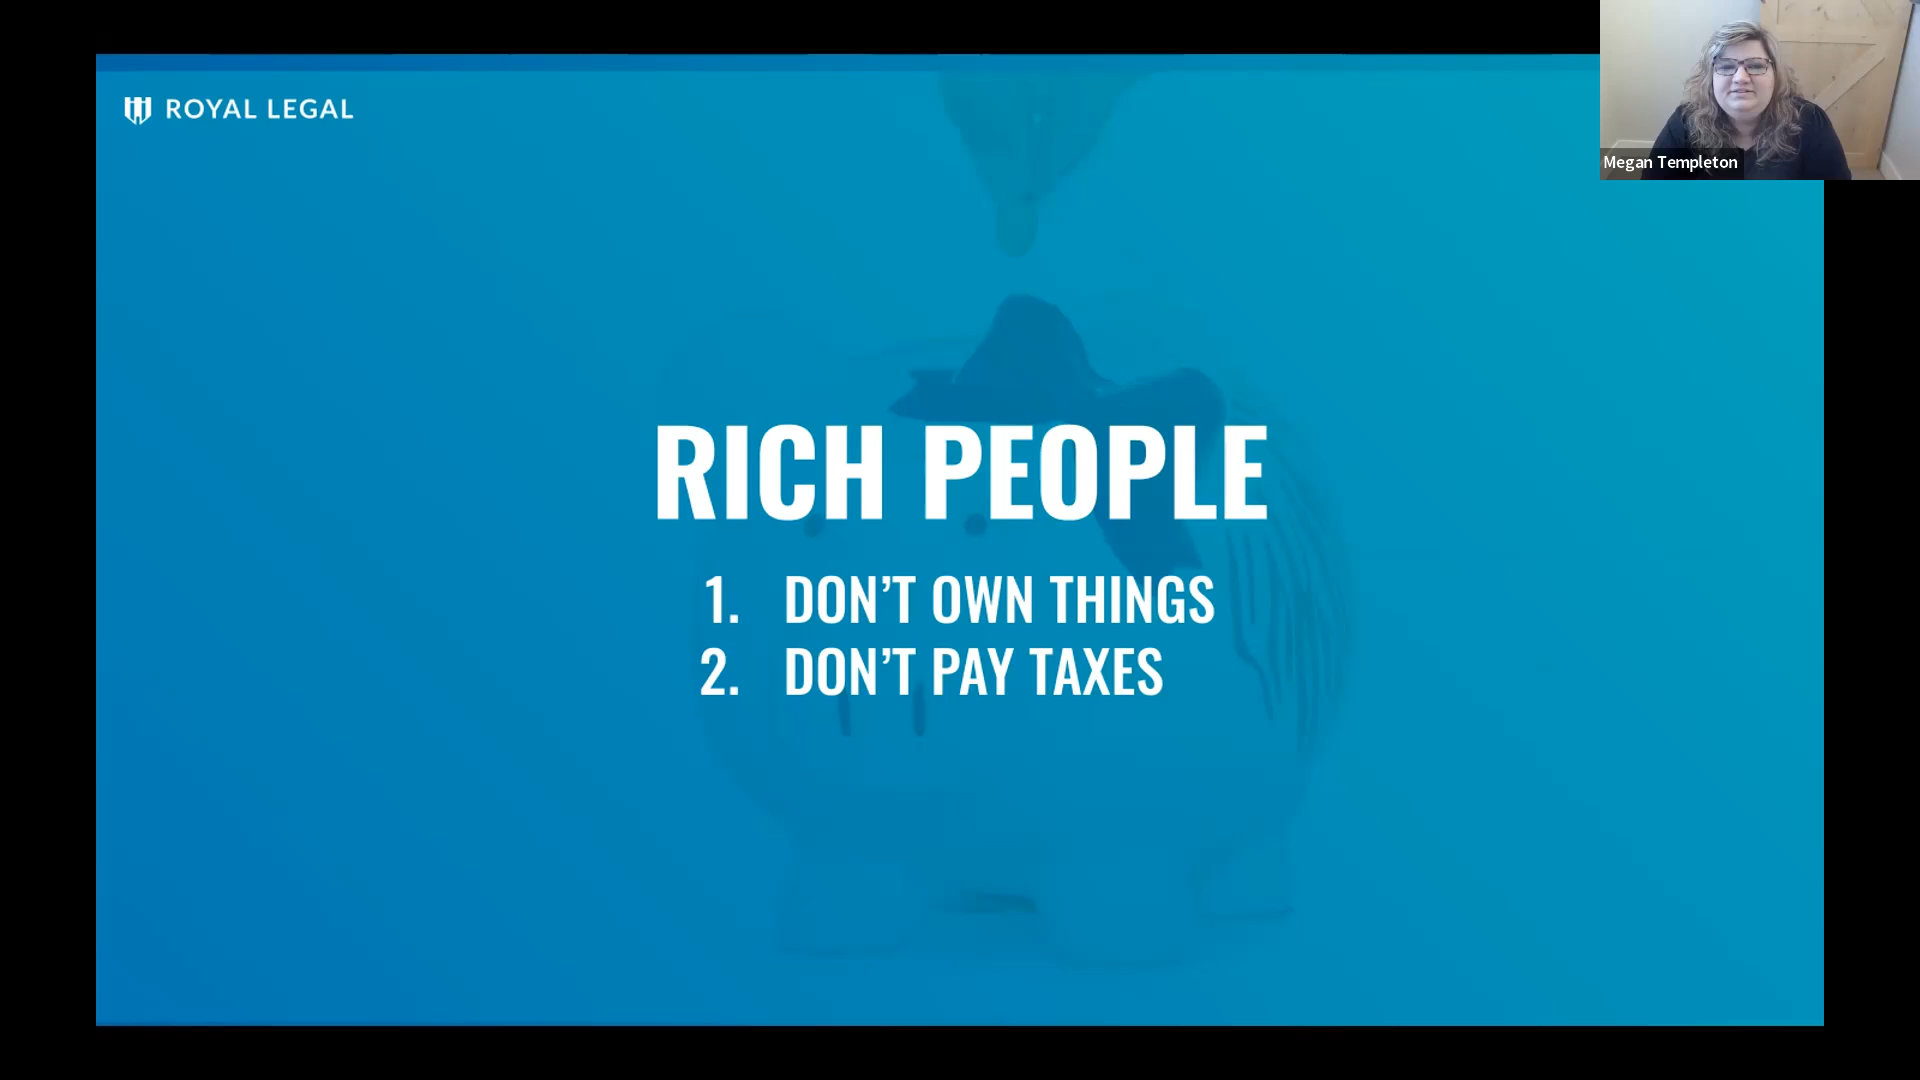 ROYAL LEGAL
Megan Templeton
RICH PEOPLE
1. DON’T OWN THINGS
2. DON’T PAY TAXES